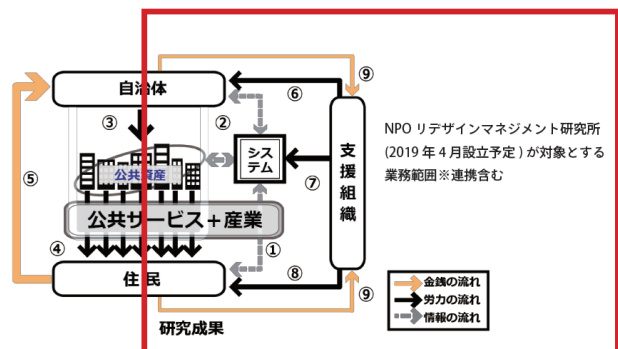 ⑨
自治体
⑥
③
②
シス
テム
⑦
支援組織
NPO リデザインマネジメント研究所
(2019 年 4 月設立予定 ) が対象とする
業務範囲※連携含む
公共資産
⑤
公共サービス＋産業
④
①
住 民
⑧
⑨
研究成果
金銭の流れ
労力の流れ
情報の流れ